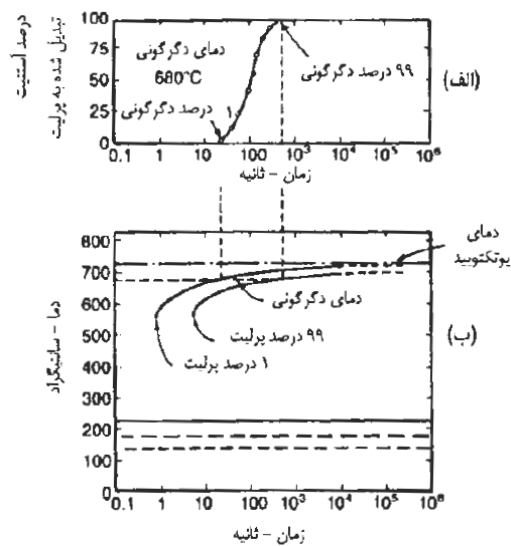 درصد آستنیت
تبدیل شده به پرلیت
100
75
50
25
0
دمای دگرگونی
680°C
۱ درصد دگرگونی
۹۹ درصد دگرگونی
(الف)
0.1 1 10 100 10³ 10⁴ 10⁵ 10⁶
زمان - ثانیه
دما - سانتیگراد
800
700
600
500
400
300
200
100
0
دمای
یوتکتویید
دمای دگرگونی
۹۹ درصد پرلیت
۱ درصد پرلیت
(ب)
0.1 1 10 100 10³ 10⁴ 10⁵ 10⁶
زمان - ثانیه